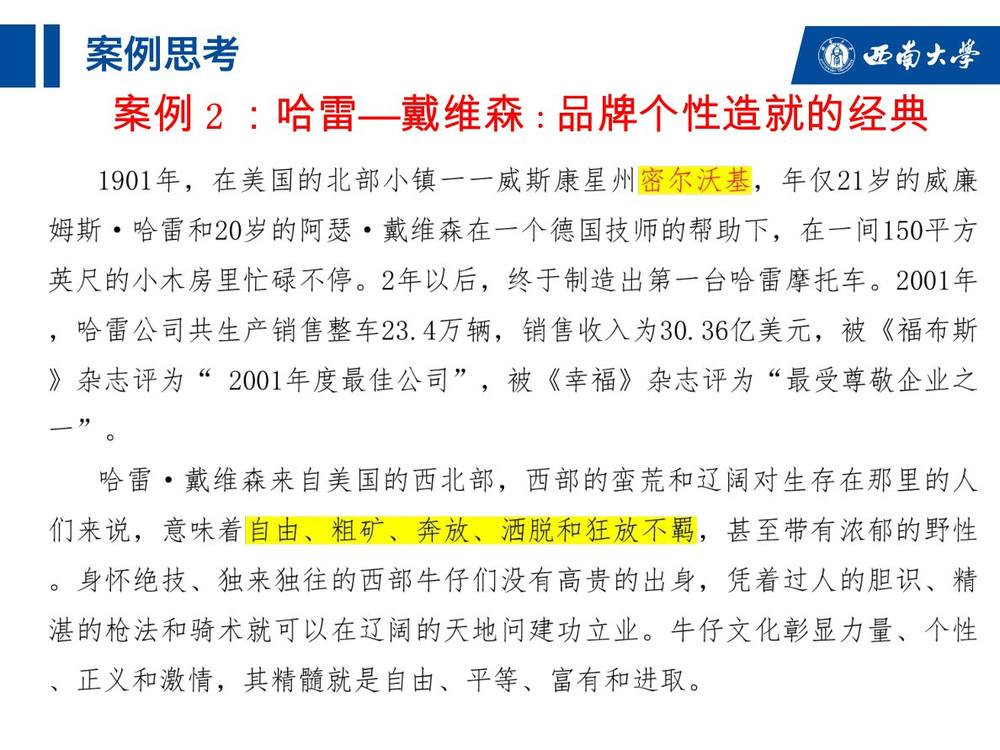 案例思考
西南大学
案例 2 ：哈雷—戴维森 : 品牌个性造就的经典
1901年，在美国的北部小镇一一威斯康星州密尔沃基，年仅21岁的威廉
姆斯·哈雷和20岁的阿瑟·戴维森在一个德国技师的帮助下，在一间150平方
英尺的小木房里忙碌不停。2年以后，终于制造出第一台哈雷摩托车。2001年
，哈雷公司共生产销售整车23.4万辆，销售收入为30.36亿美元，被《福布斯
》杂志评为“ 2001年度最佳公司”，被《幸福》杂志评为“最受尊敬企业之
一”。
哈雷·戴维森来自美国的西北部，西部的蛮荒和辽阔对生存在那里的人
们来说，意味着自由、粗矿、奔放、洒脱和狂放不羁，甚至带有浓郁的野性
。身怀绝技、独来独往的西部牛仔们没有高贵的出身，凭着过人的胆识、精
湛的枪法和骑术就可以在辽阔的天地问建功立业。牛仔文化彰显力量、个性
、正义和激情，其精髓就是自由、平等、富有和进取。